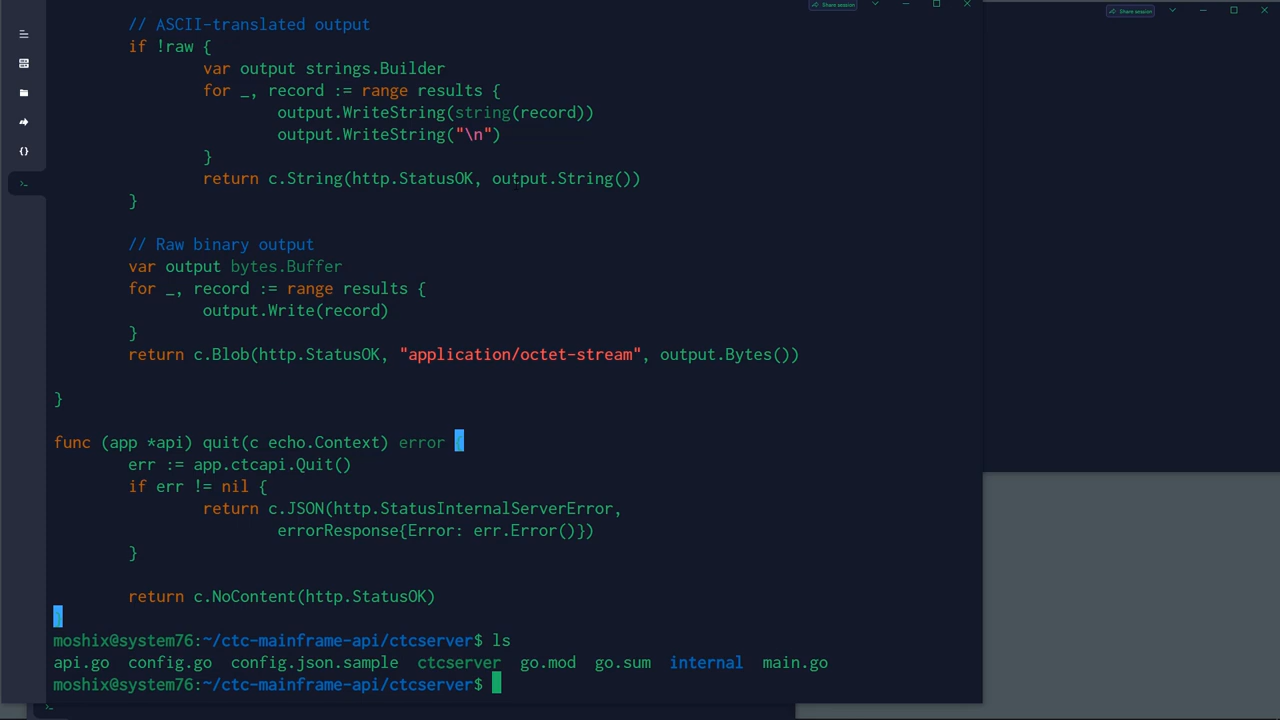 Share session
Share session
// ASCII-translated output
if !raw {
var output strings.Builder
for _, record := range results {
output.WriteString(string(record))
output.WriteString("\n")
}
return c.String(http.StatusOK, output.String())
}
// Raw binary output
var output bytes.Buffer
for _, record := range results {
output.Write(record)
}
return c.Blob(http.StatusOK, "application/octet-stream", output.Bytes())
}
func (app *api) quit(c echo.Context) error {
err := app.ctcapi.Quit()
if err != nil {
return c.JSON(http.StatusInternalServerError,
errorResponse{Error: err.Error()})
}
return c.NoContent(http.StatusOK)
}
moshix@system76:~/ctc-mainframe-api/ctcserver$ ls
api.go config.go config.json.sample ctcserver go.mod go.sum internal main.go
moshix@system76:~/ctc-mainframe-api/ctcserver$